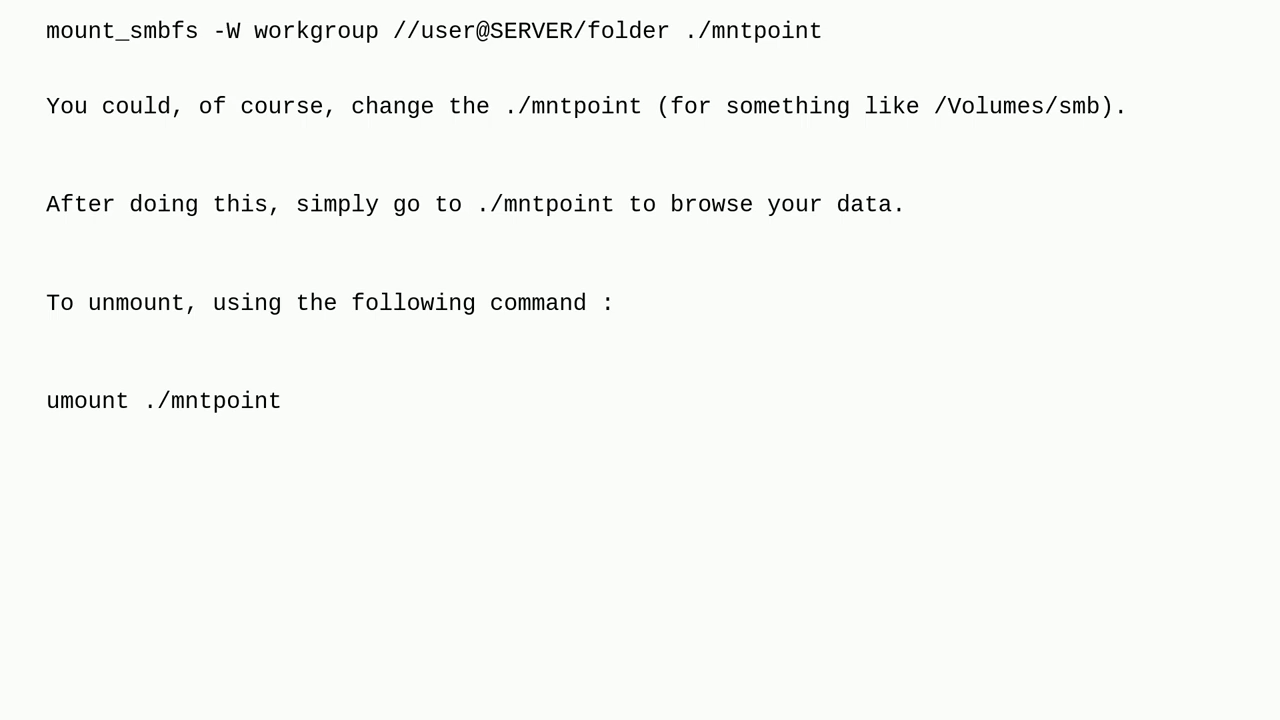 mount_smbfs -W workgroup //user@SERVER/folder ./mntpoint
You could, of course, change the ./mntpoint (for something like /Volumes/smb).
After doing this, simply go to ./mntpoint to browse your data.
To unmount, using the following command :
umount ./mntpoint